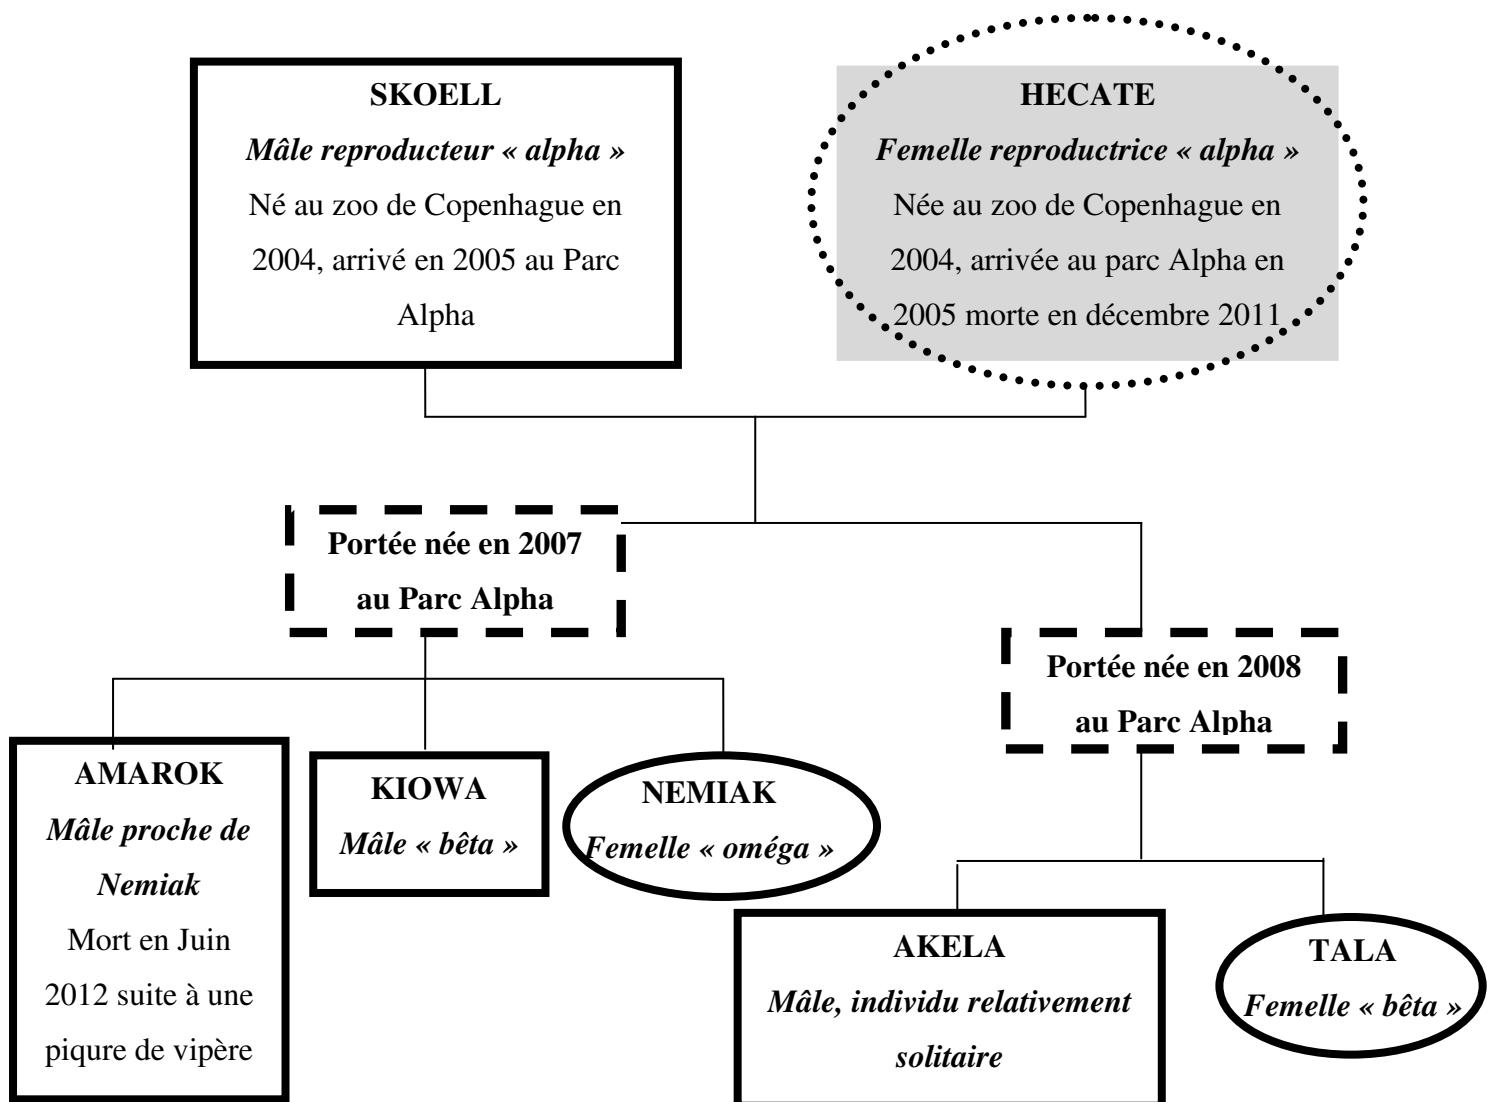 SKOELL
Mâle reproducteur « alpha »
Né au zoo de Copenhague en
2004, arrivé en 2005 au Parc
Alpha
HECATE
Femelle reproductrice « alpha »
Née au zoo de Copenhague en
2004, arrivée au parc Alpha en
2005 morte en décembre 2011
Portée née en 2007
au Parc Alpha
Portée née en 2008
au Parc Alpha
AMAROK
Mâle proche de
Nemiak
Mort en Juin
2012 suite à une
piqure de vipère
KIOWA
Mâle « bêta »
NEMIAK
Femelle « oméga »
AKELA
Mâle, individu relativement
solitaire
TALA
Femelle « bêta »